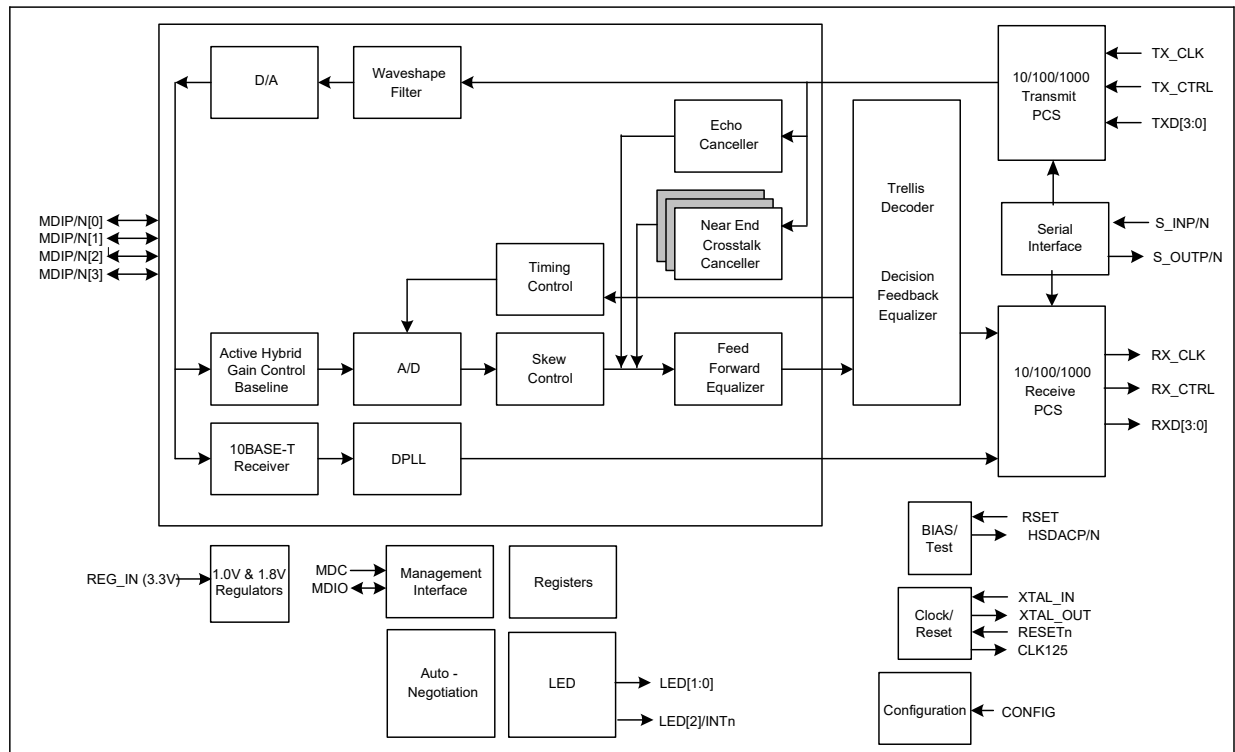 D/A
Waveshape
Filter
10/100/1000
Transmit
PCS
TX_CLK
TX_CTRL
TXD[3:0]
Echo
Canceller
Near End
Crosstalk
Canceller
Trellis
Decoder
Decision
Feedback
Equalizer
Serial
Interface
S_INP/N
S_OUTP/N
MDIP/N[0]
MDIP/N[1]
MDIP/N[2]
MDIP/N[3]
Timing
Control
Active Hybrid
Gain Control
Baseline
A/D
Skew
Control
Feed
Forward
Equalizer
10/100/1000
Receive
PCS
RX_CLK
RX_CTRL
RXD[3:0]
10BASE-T
Receiver
DPLL
BIAS/
Test
RSET
HSDACP/N
REG_IN (3.3V)
1.0V & 1.8V
Regulators
MDC
MDIO
Management
Interface
Registers
Clock/
Reset
XTAL_IN
XTAL_OUT
RESETn
CLK125
Auto -
Negotiation
LED
LED[1:0]
LED[2]/INTn
Configuration
CONFIG